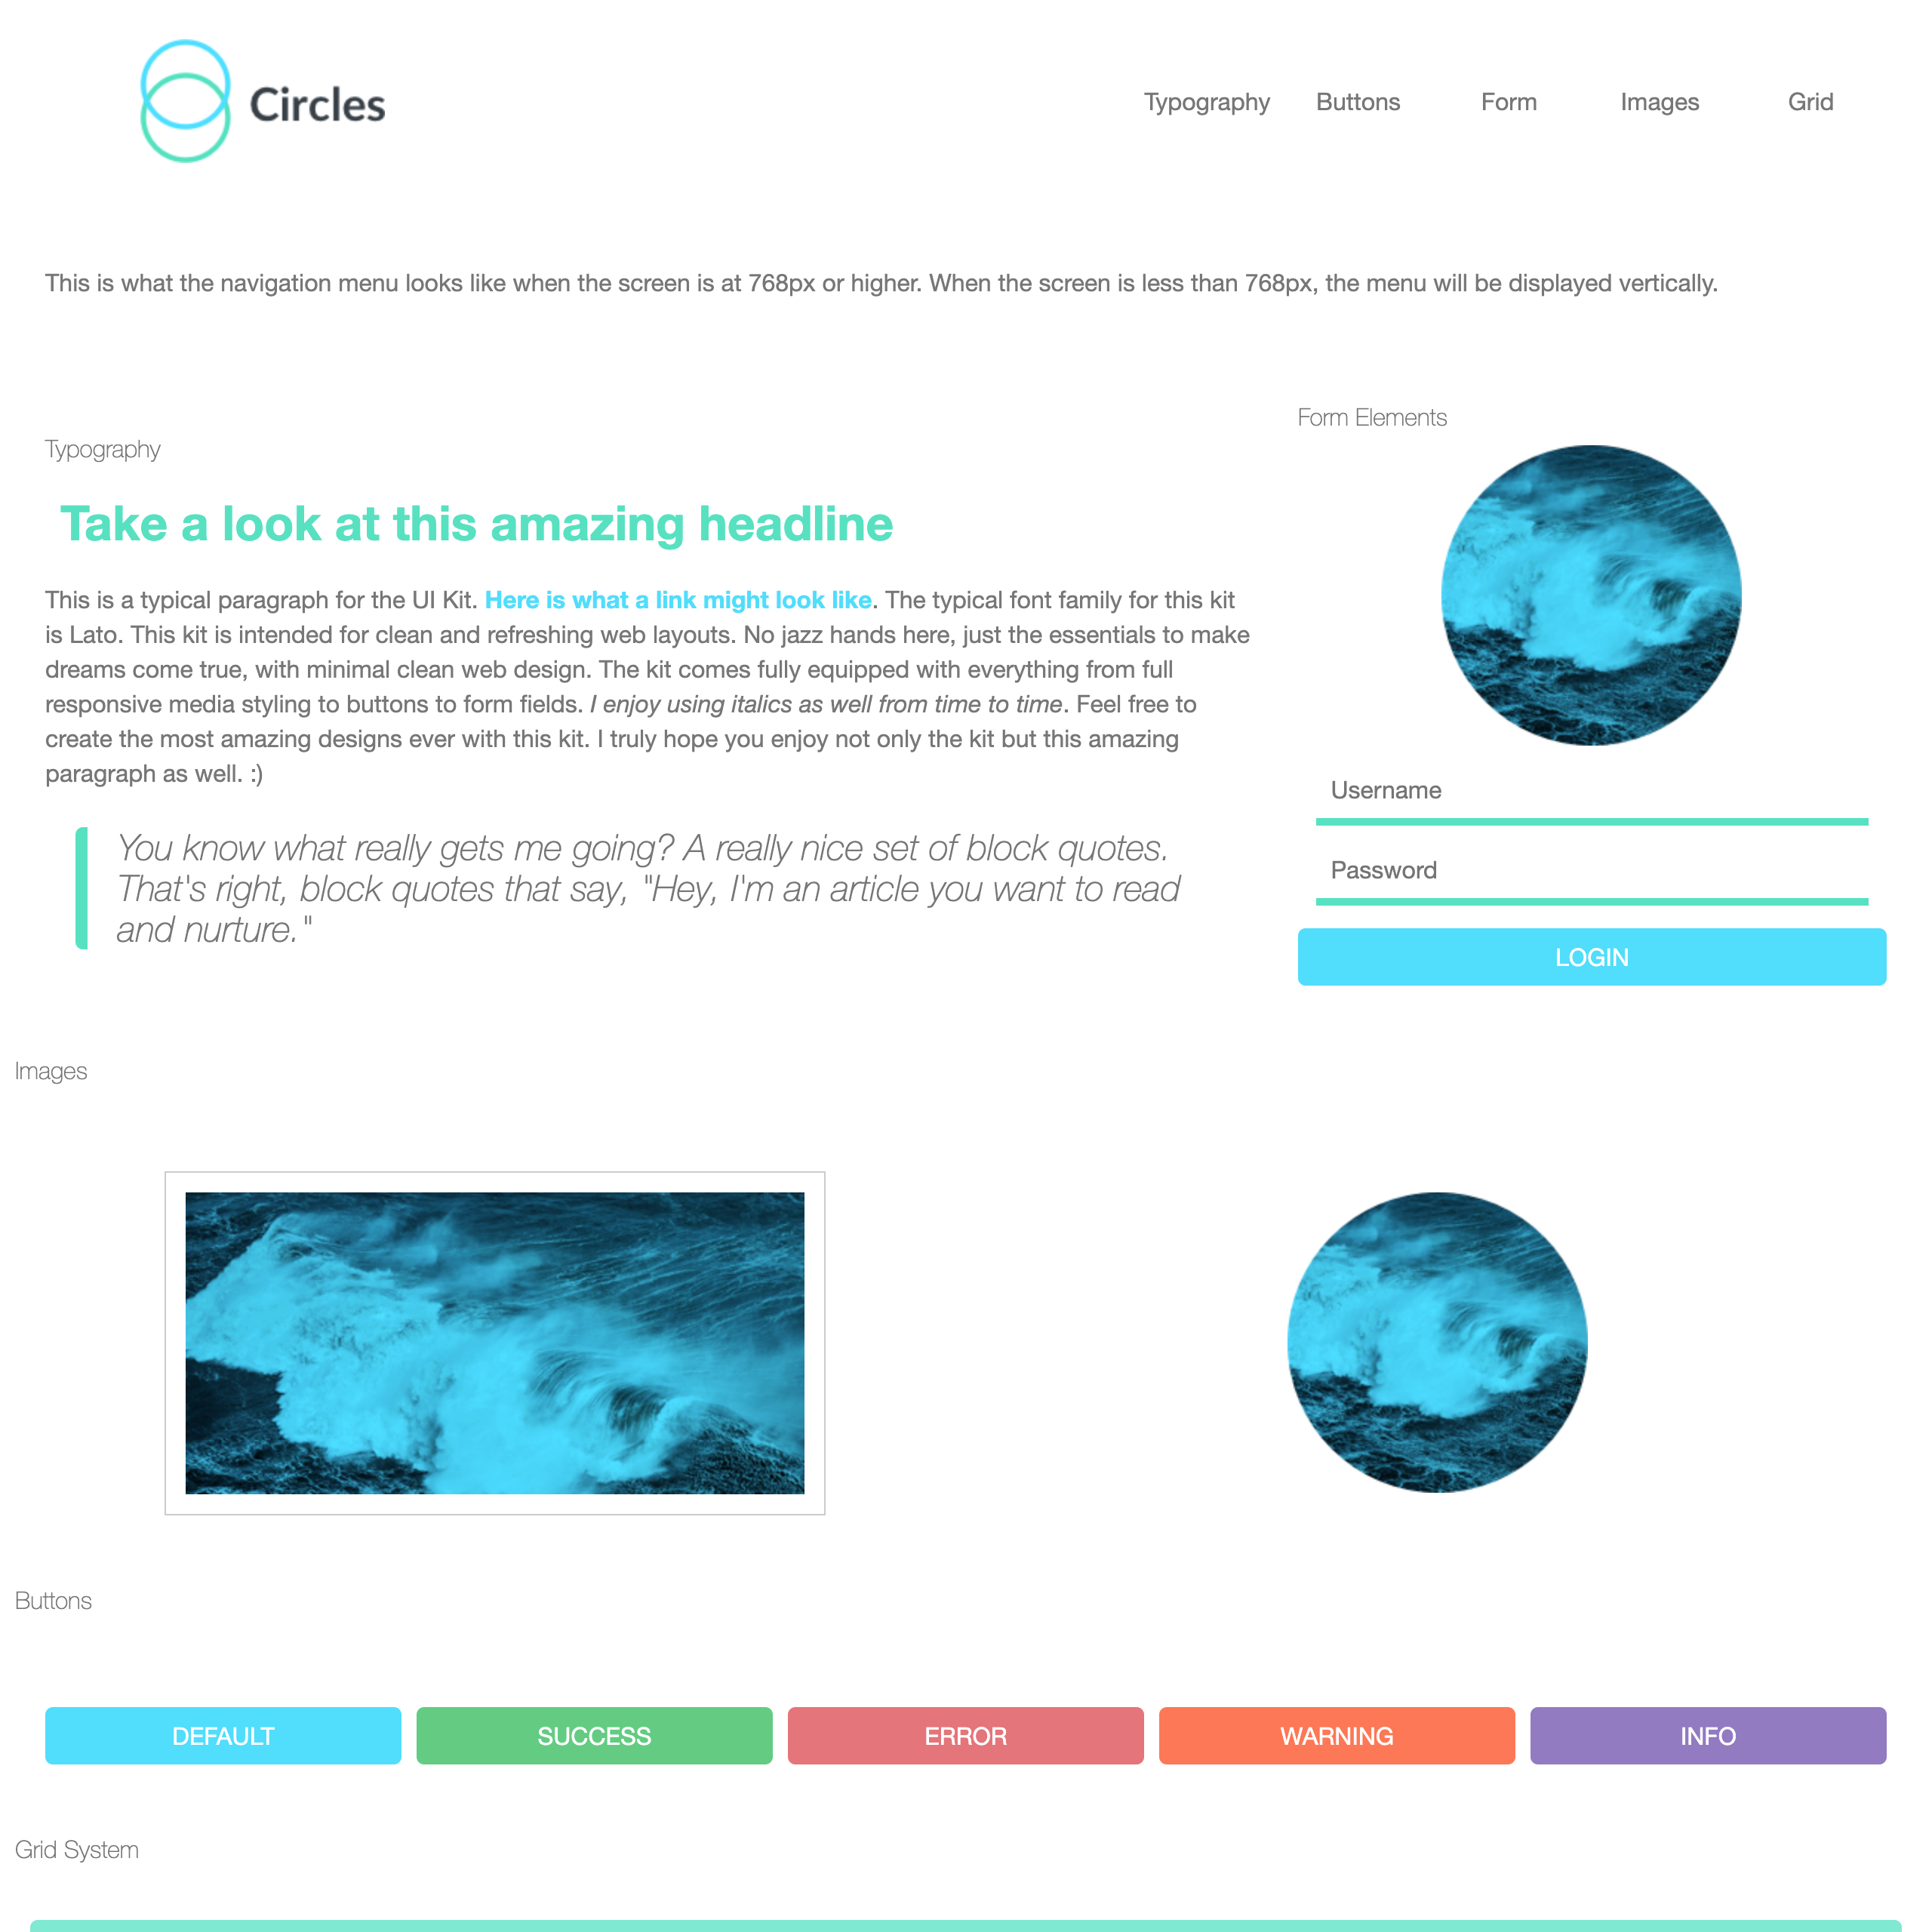 Circles
Typography Buttons Form Images Grid
This is what the navigation menu looks like when the screen is at 768px or higher. When the screen is less than 768px, the menu will be displayed vertically.
Typography
Take a look at this amazing headline
This is a typical paragraph for the UI Kit. Here is what a link might look like. The typical font family for this kit
is Lato. This kit is intended for clean and refreshing web layouts. No jazz hands here, just the essentials to make
dreams come true, with minimal clean web design. The kit comes fully equipped with everything from full
responsive media styling to buttons to form fields. I enjoy using italics as well from time to time. Feel free to
create the most amazing designs ever with this kit. I truly hope you enjoy not only the kit but this amazing
paragraph as well. :)
You know what really gets me going? A really nice set of block quotes.
That's right, block quotes that say, "Hey, I'm an article you want to read
and nurture."
Form Elements
Username
Password
LOGIN
Images
Buttons
DEFAULT SUCCESS ERROR WARNING INFO
Grid System